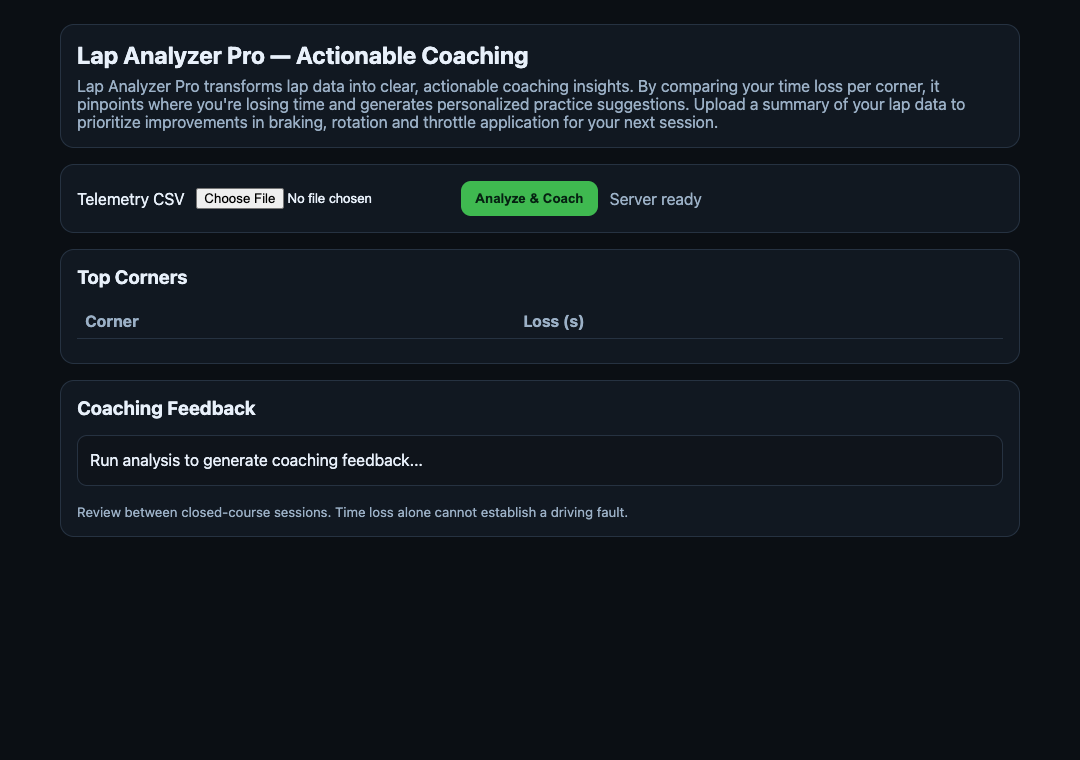 Lap Analyzer Pro — Actionable Coaching
Lap Analyzer Pro transforms lap data into clear, actionable coaching insights. By comparing your time loss per corner, it
pinpoints where you're losing time and generates personalized practice suggestions. Upload a summary of your lap data to
prioritize improvements in braking, rotation and throttle application for your next session.
Telemetry CSV Choose File No file chosen Analyze & Coach Server ready
Top Corners
Corner Loss (s)
Coaching Feedback
Run analysis to generate coaching feedback...
Review between closed-course sessions. Time loss alone cannot establish a driving fault.